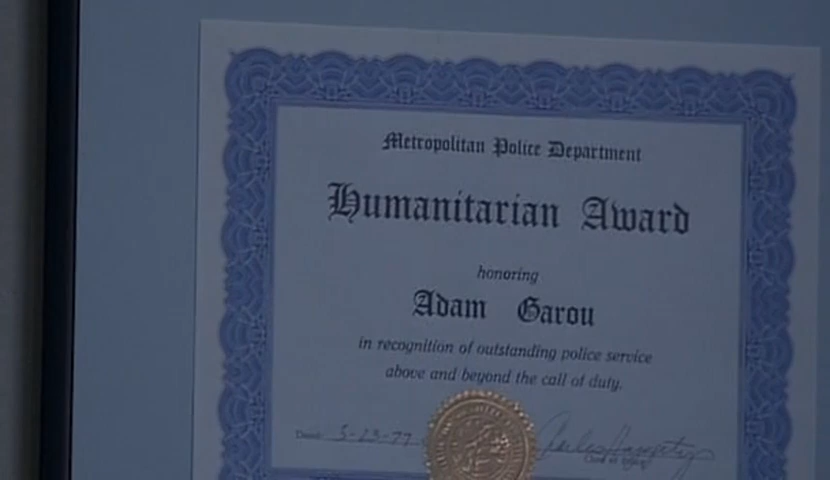 Metropolitan Police Department
Humanitarian Award
honoring
Adam Garou
in recognition of outstanding police service
above and beyond the call of duty.
5-23-77